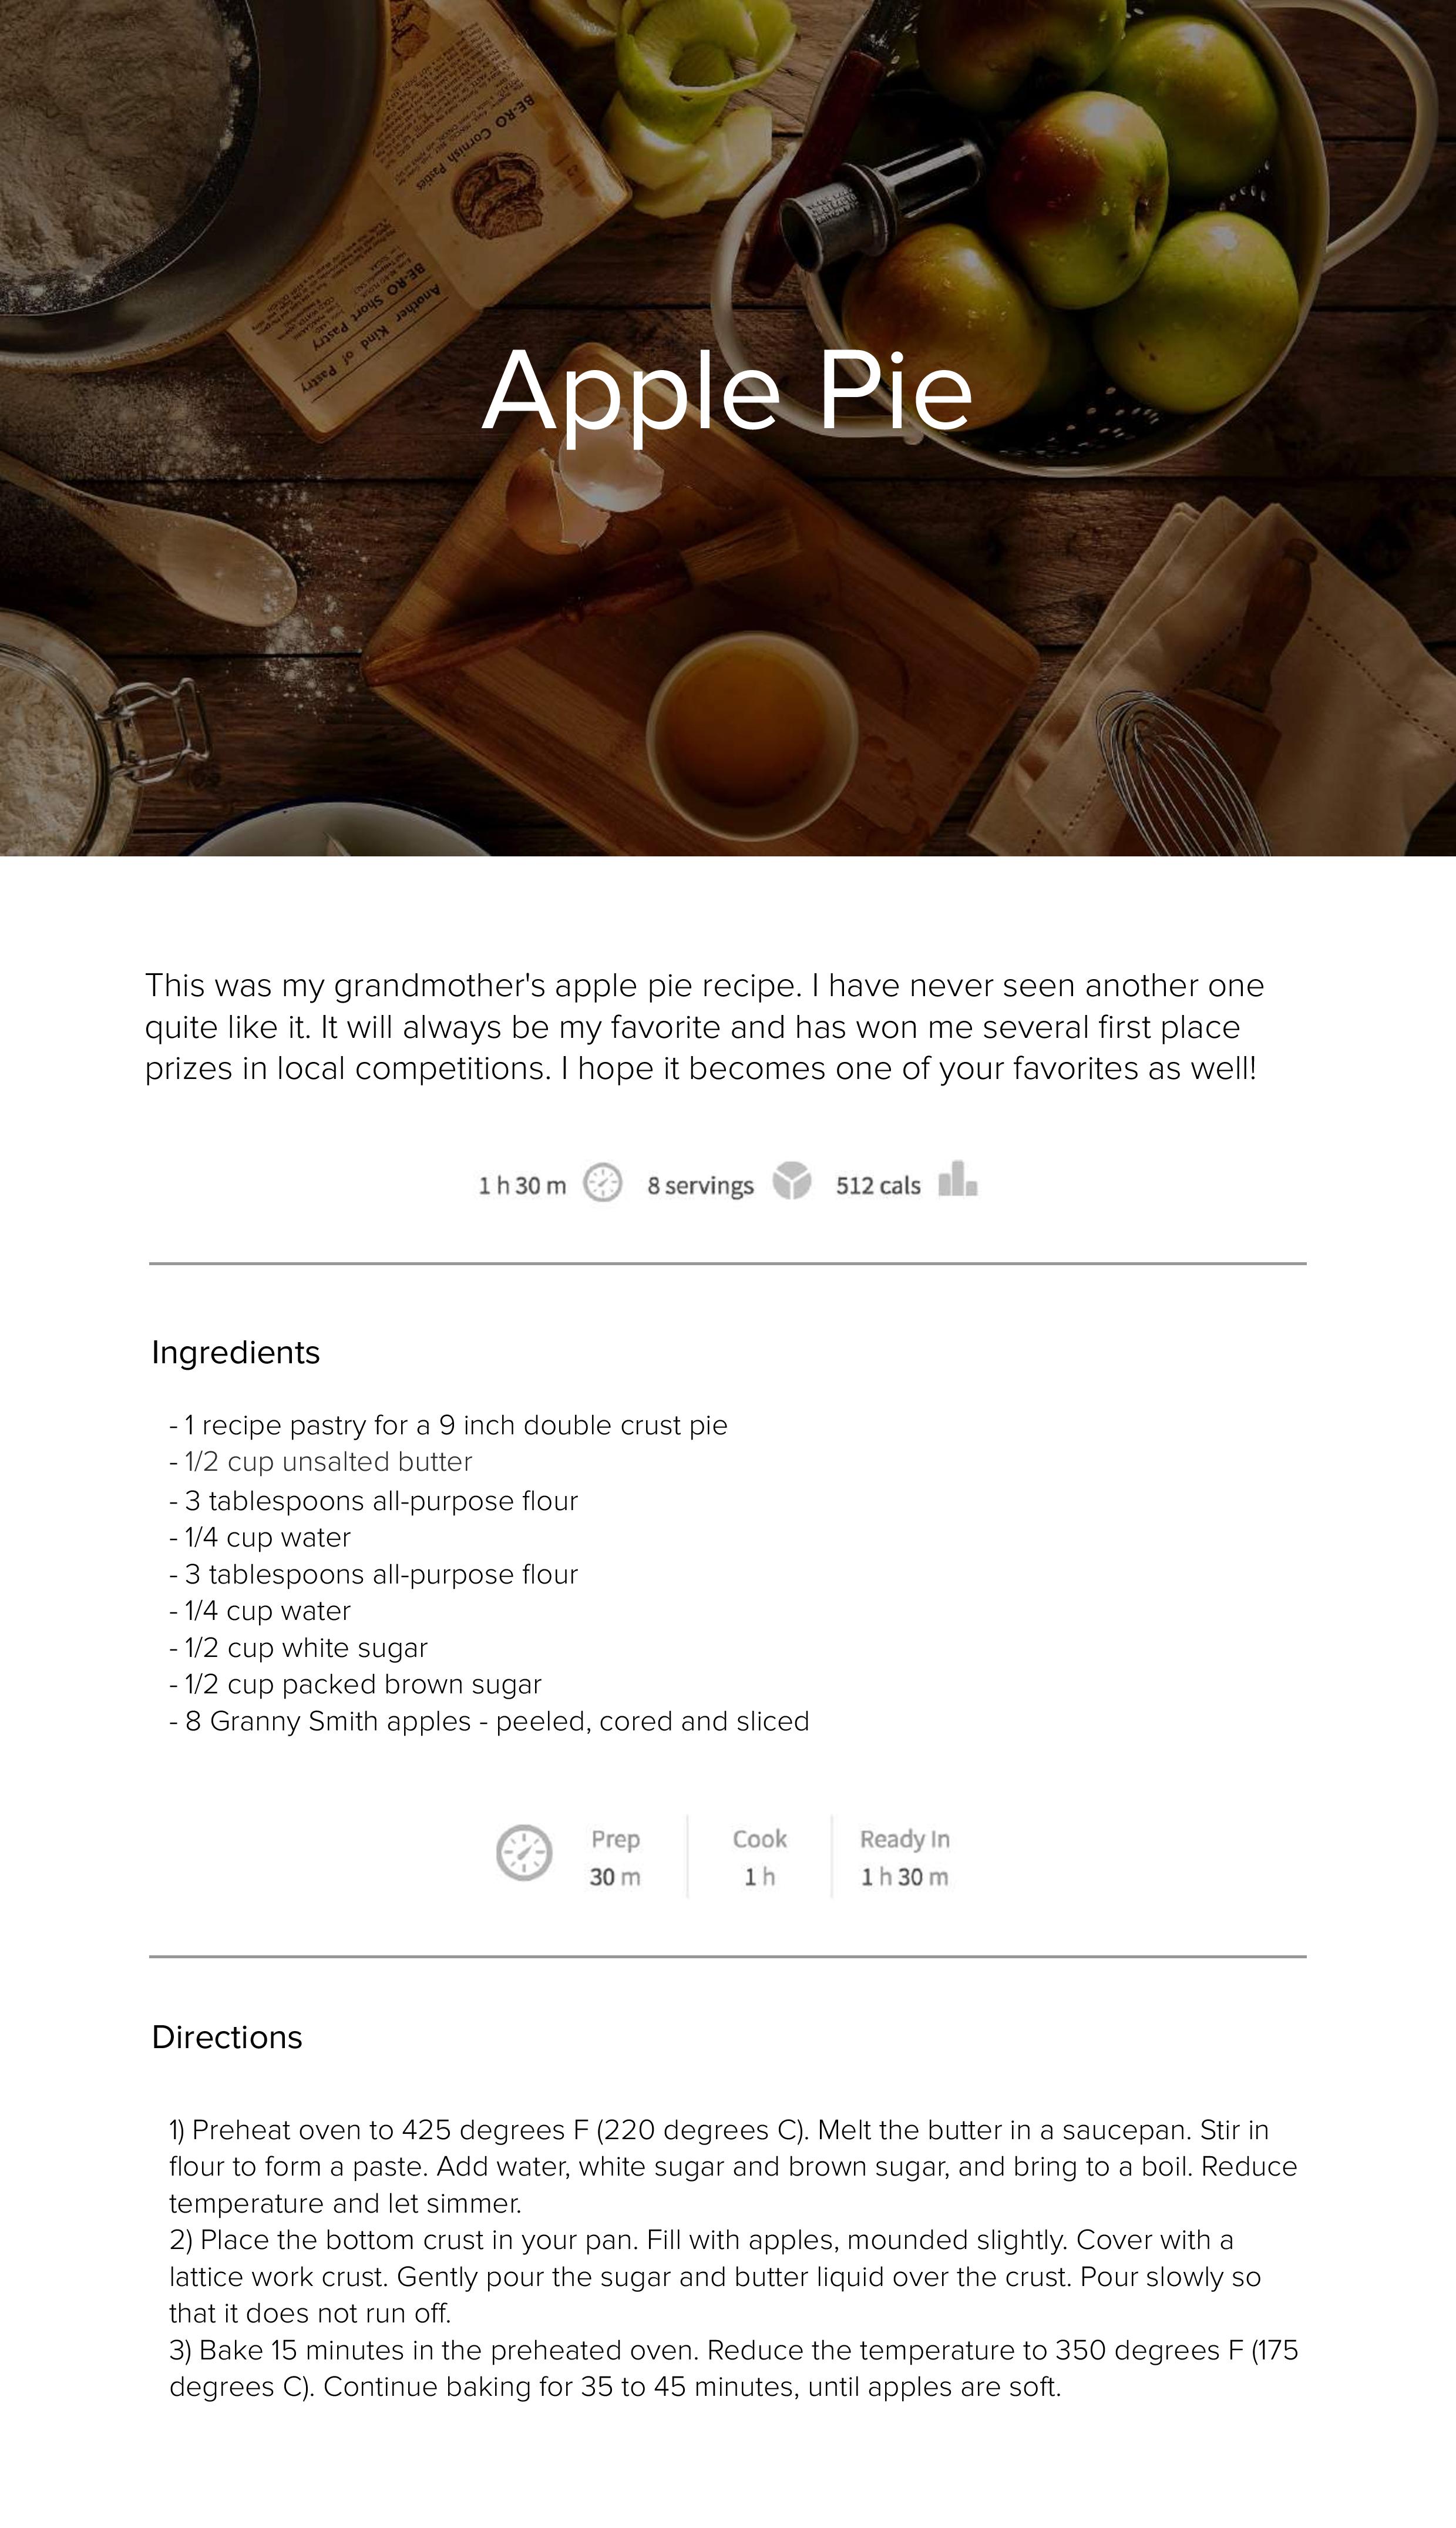 BE-RO Cornish Pasties
Another Kind of
BE-RO Short Pastry
Pastry
Apple Pie
This was my grandmother's apple pie recipe. I have never seen another one
quite like it. It will always be my favorite and has won me several first place
prizes in local competitions. I hope it becomes one of your favorites as well!
1 h 30 m 8 servings 512 cals
Ingredients
- 1 recipe pastry for a 9 inch double crust pie
- 1/2 cup unsalted butter
- 3 tablespoons all-purpose flour
- 1/4 cup water
- 3 tablespoons all-purpose flour
- 1/4 cup water
- 1/2 cup white sugar
- 1/2 cup packed brown sugar
- 8 Granny Smith apples - peeled, cored and sliced
Prep Cook Ready In
30 m 1 h 1 h 30 m
Directions
1) Preheat oven to 425 degrees F (220 degrees C). Melt the butter in a saucepan. Stir in
flour to form a paste. Add water, white sugar and brown sugar, and bring to a boil. Reduce
temperature and let simmer.
2) Place the bottom crust in your pan. Fill with apples, mounded slightly. Cover with a
lattice work crust. Gently pour the sugar and butter liquid over the crust. Pour slowly so
that it does not run off.
3) Bake 15 minutes in the preheated oven. Reduce the temperature to 350 degrees F (175
degrees C). Continue baking for 35 to 45 minutes, until apples are soft.